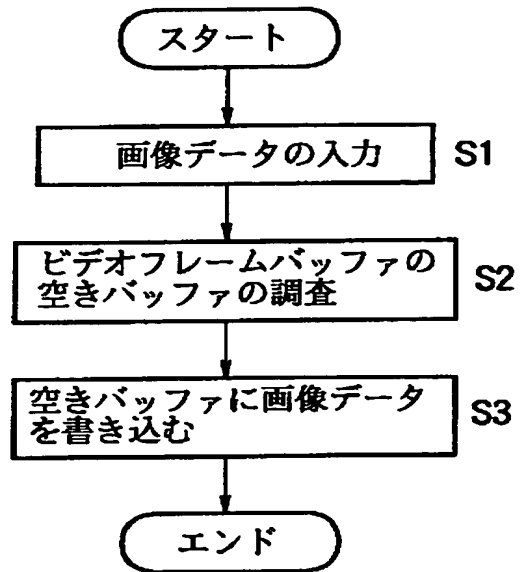 スタート
画像データの入力
S1
ビデオフレームバッファの
空きバッファの調査
S2
空きバッファに画像データ
を書き込む
S3
エンド